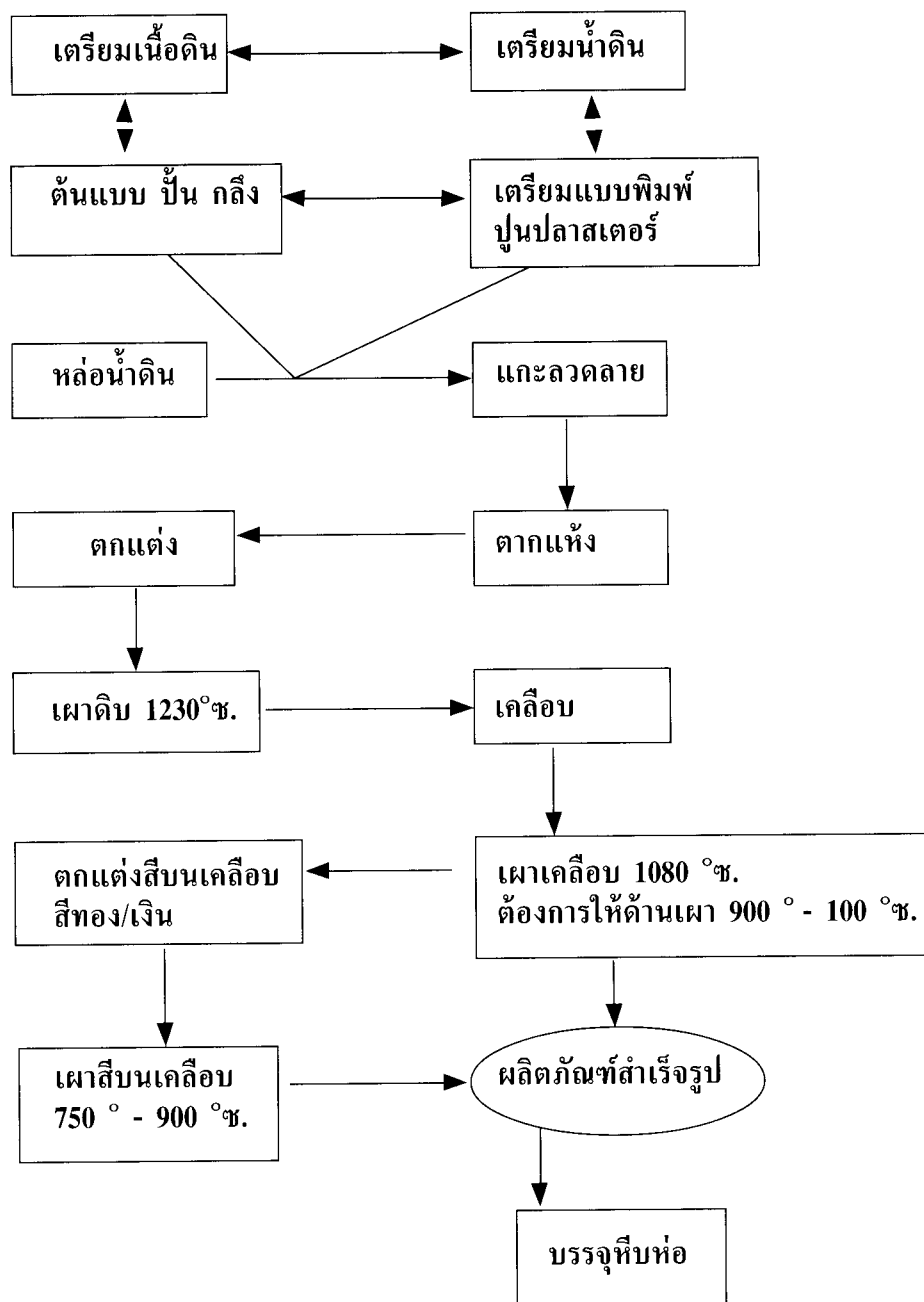 เตรียมเนื้อดิน
เตรียมน้ำดิน
ต้นแบบ ปั้น กลึง
เตรียมแบบพิมพ์
ปูนปลาสเตอร์
หล่อน้ำดิน
แกะลวดลาย
ตกแต่ง
ตากแห้ง
เผาดิบ 1230°ซ.
เคลือบ
ตกแต่งสีบนเคลือบ
สีทอง/เงิน
เผาเคลือบ 1080 °ซ.
ต้องการให้ด้านเผา 900 ° - 100 °ซ.
เผาสีบนเคลือบ
750 ° - 900 °ซ.
ผลิตภัณฑ์สำเร็จรูป
บรรจุหีบห่อ